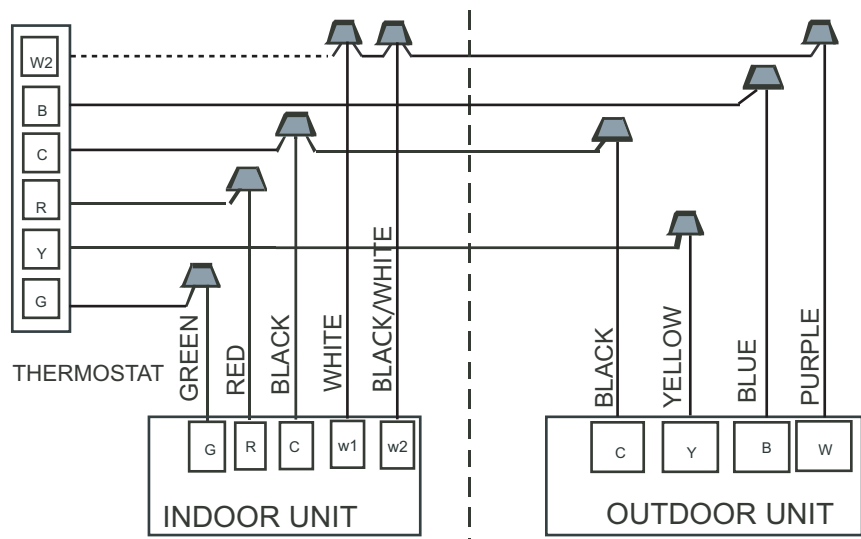 W2
B
C
R
Y
G
THERMOSTAT
GREEN
RED
BLACK
WHITE
BLACK/WHITE
BLACK
YELLOW
BLUE
PURPLE
G R C w1 w2
C Y B W
INDOOR UNIT
OUTDOOR UNIT